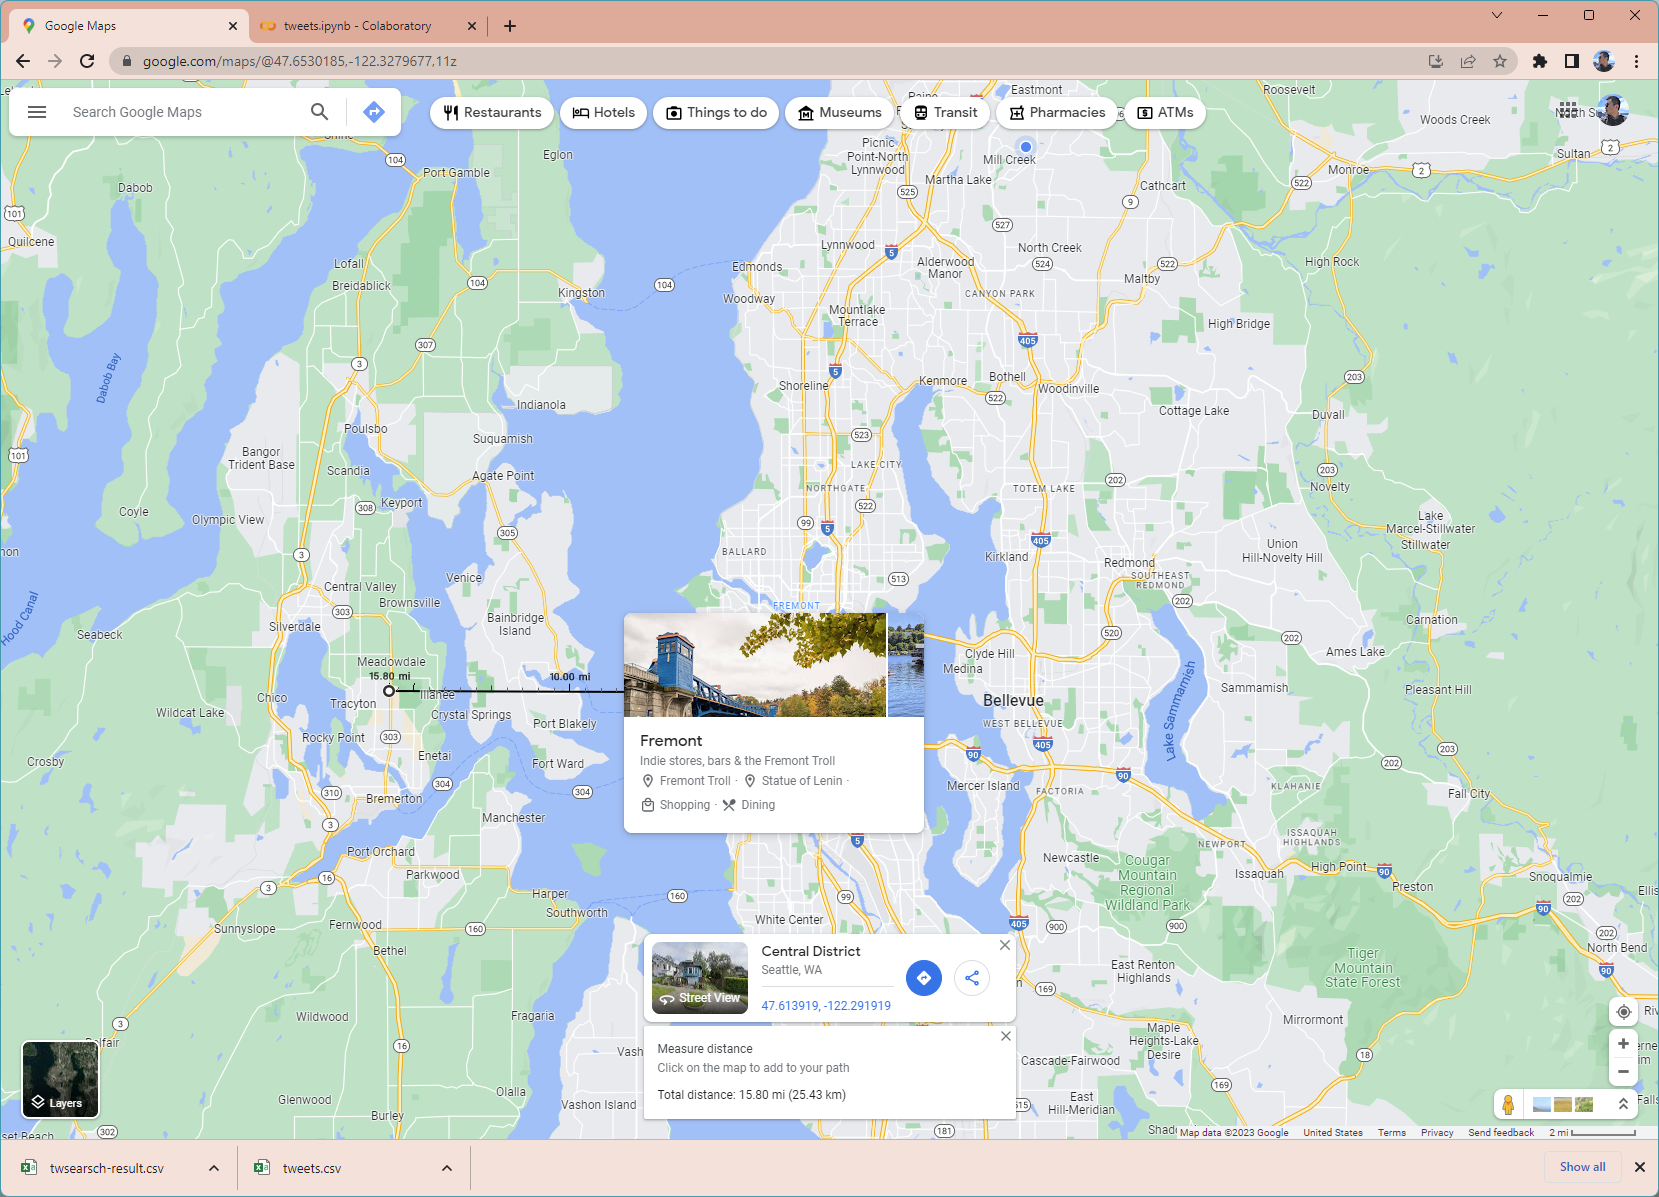 Google Maps
tweets.ipynb - Colaboratory
google.com/maps/@47.6530185,-122.3279677,11z
Search Google Maps
Restaurants
Hotels
Things to do
Museums
Transit
Pharmacies
ATMs
Eastmont
Roosevelt
Woods Creek
Sultan
Monroe
Eglon
Port Gamble
Dabob
Quilcene
Picnic
Point-North
Lynnwood
Mill Creek
Martha Lake
Cathcart
Lynnwood
North Creek
Alderwood
Manor
Maltby
High Rock
Lofall
Breidablick
Kingston
Edmonds
Woodway
CANYON PARK
Mountlake
Terrace
High Bridge
Dabob Bay
Indianola
Shoreline
Kenmore
Bothell
Woodinville
Cottage Lake
Duvall
Poulsbo
Suquamish
Bangor
Trident Base
Scandia
Agate Point
LAKE CITY
NORTHGATE
TOTEM LAKE
Novelty
Keyport
Coyle
Olympic View
Lake
Marcel-Stillwater
Stillwater
BALLARD
Kirkland
Union
Hill-Novelty Hill
Redmond
SOUTHEAST
REDMOND
Central Valley
Venice
Brownsville
FREMONT
Hood Canal
Seabeck
Silverdale
Bainbridge
Island
Carnation
Ames Lake
Clyde Hill
Medina
Meadowdale
15.80 mi
10.00 mi
Illahee
Chico
Tracyton
Bellevue
WEST BELLEVUE
Sammamish
Lake Sammamish
Pleasant Hill
Wildcat Lake
Crystal Springs
Port Blakely
Rocky Point
Enetai
Fort Ward
Crosby
Bremerton
Manchester
Mercer Island
FACTORIA
KLAHANIE
Fall City
Fremont
Indie stores, bars & the Fremont Troll
Fremont Troll · Statue of Lenin ·
Shopping · Dining
Port Orchard
Parkwood
Newcastle
Cougar
Mountain
Regional
Wildland Park
NEWPORT
ISSAQUAH
HIGHLANDS
High Point
Issaquah
Preston
Snoqualmie
Harper
Southworth
Fernwood
Sunnyslope
Bethel
White Center
Central District
Seattle, WA
47.613919, -122.291919
Street View
East Renton
Highlands
Tiger
Mountain
State Forest
North Bend
Wildwood
Fragaria
Mirrormont
Maple
Heights-Lake
Desire
Cascade-Fairwood
Measure distance
Click on the map to add to your path
Total distance: 15.80 mi (25.43 km)
Layers
Glenwood
Burley
Olalla
Vashon Island
East
Hill-Meridian
Map data ©2023 Google
United States
Terms
Privacy
Send feedback
2 mi
twsearsch-result.csv
tweets.csv
Show all